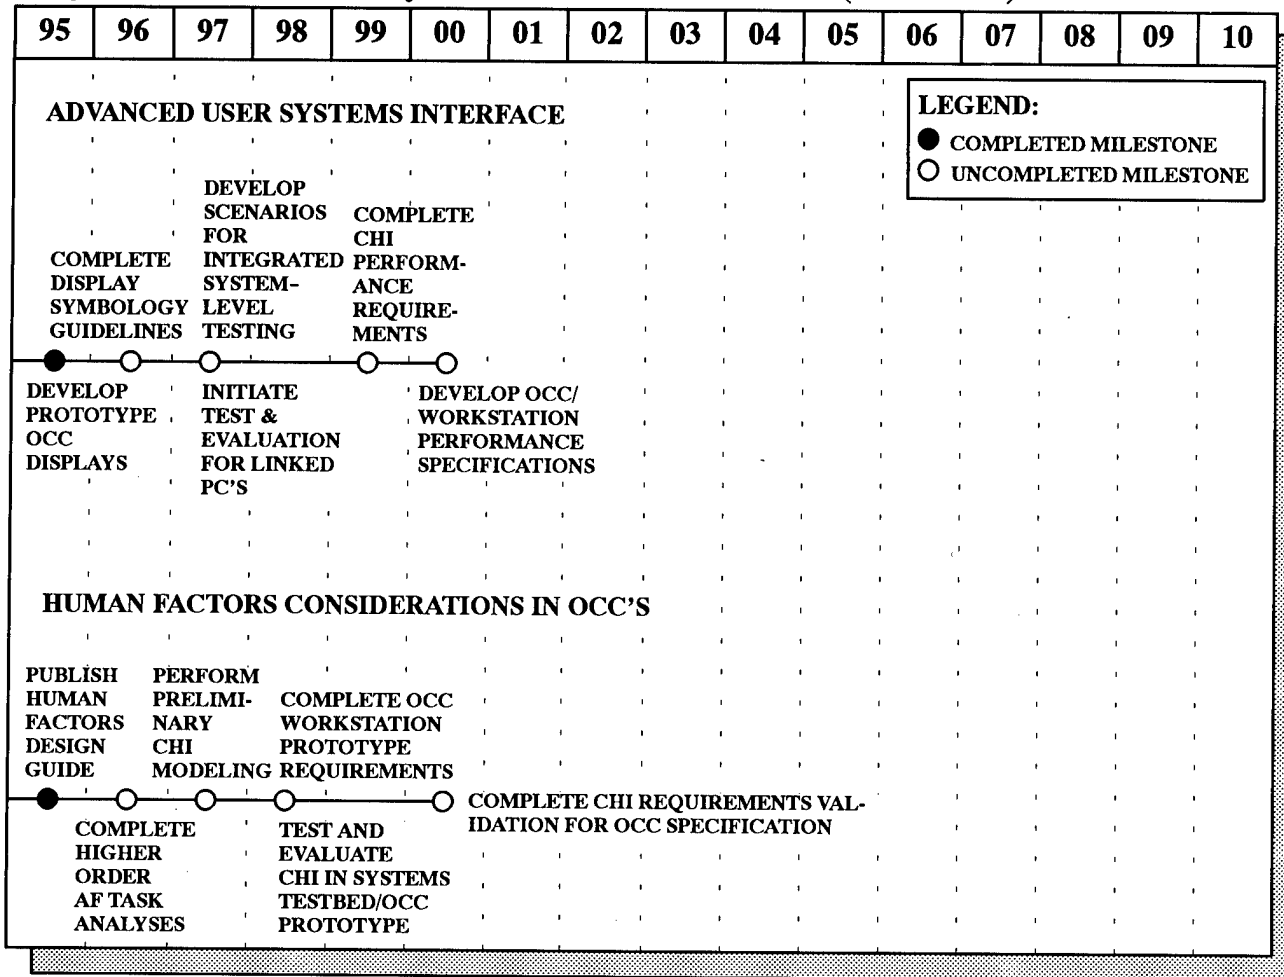 95 96 97 98 99 00 01 02 03 04 05 06 07 08 09 10
LEGEND:
COMPLETED MILESTONE
UNCOMPLETED MILESTONE
ADVANCED USER SYSTEMS INTERFACE
COMPLETE
DISPLAY
SYMBOLOGY
GUIDELINES
DEVELOP
SCENARIOS
FOR
INTEGRATED
SYSTEM-
LEVEL
TESTING
COMPLETE
CHI
PERFORM-
ANCE
REQUIRE-
MENTS
DEVELOP
PROTOTYPE
OCC
DISPLAYS
INITIATE
TEST &
EVALUATION
FOR LINKED
PC'S
DEVELOP OCC/
WORKSTATION
PERFORMANCE
SPECIFICATIONS
HUMAN FACTORS CONSIDERATIONS IN OCC'S
PUBLISH
HUMAN
FACTORS
DESIGN
GUIDE
PERFORM
PRELIMI-
NARY
CHI
MODELING
COMPLETE OCC
WORKSTATION
PROTOTYPE
REQUIREMENTS
COMPLETE CHI REQUIREMENTS VAL-
IDATION FOR OCC SPECIFICATION
COMPLETE
HIGHER
ORDER
AF TASK
ANALYSES
TEST AND
EVALUATE
CHI IN SYSTEMS
TESTBED/OCC
PROTOTYPE